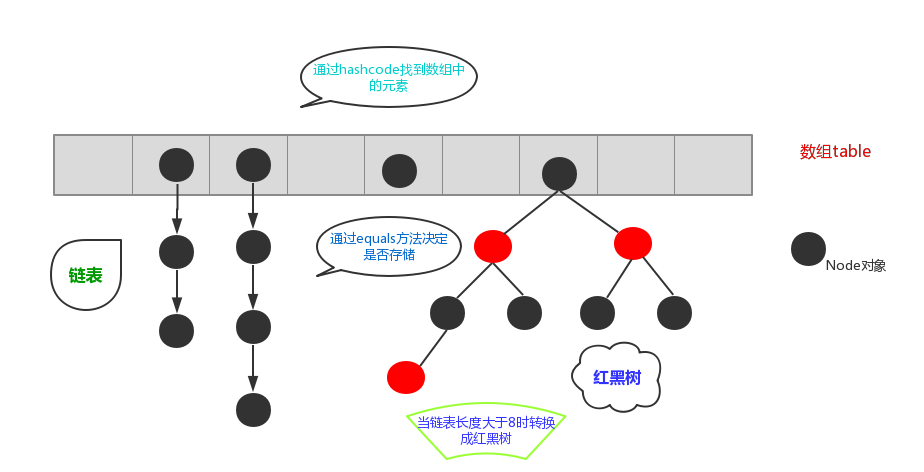 通过hashcode找到数组中
的元素
数组table
通过equals方法决定
是否存储
链表
Node对象
红黑树
当链表长度大于8时转换
成红黑树